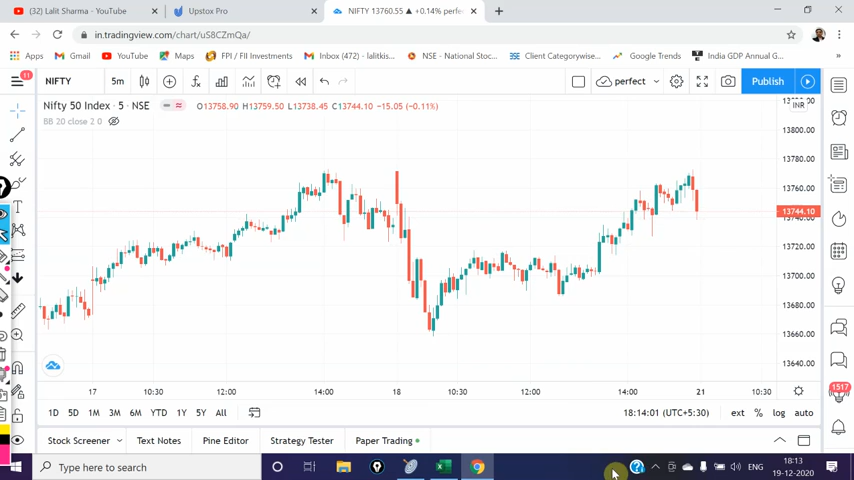 (32) Lalit Sharma - YouTube
Upstox Pro
NIFTY 13760.55 ▲ +0.14% perfec
in.tradingview.com/chart/uS8CZmQa/
Apps
Gmail
YouTube
Maps
FPI / FII Investments
Inbox (472) - lalitkis...
NSE - National Stoc...
Client Categorywise...
Google Trends
India GDP Annual G...
11
NIFTY
5m
perfect
Publish
Nifty 50 Index · 5 · NSE
O13758.90 H13759.50 L13738.45 C13744.10 -15.05 (-0.11%)
BB 20 close 2 0
INR
13800.00
13780.00
13760.00
13744.10
13720.00
13700.00
13680.00
13660.00
13640.00
17
10:30
12:00
14:00
18
10:30
12:00
14:00
21
10:30
1D
5D
1M
3M
6M
YTD
1Y
5Y
All
18:14:01 (UTC+5:30)
ext
%
log
auto
1517
Stock Screener
Text Notes
Pine Editor
Strategy Tester
Paper Trading
Type here to search
ENG
18:13
19-12-2020